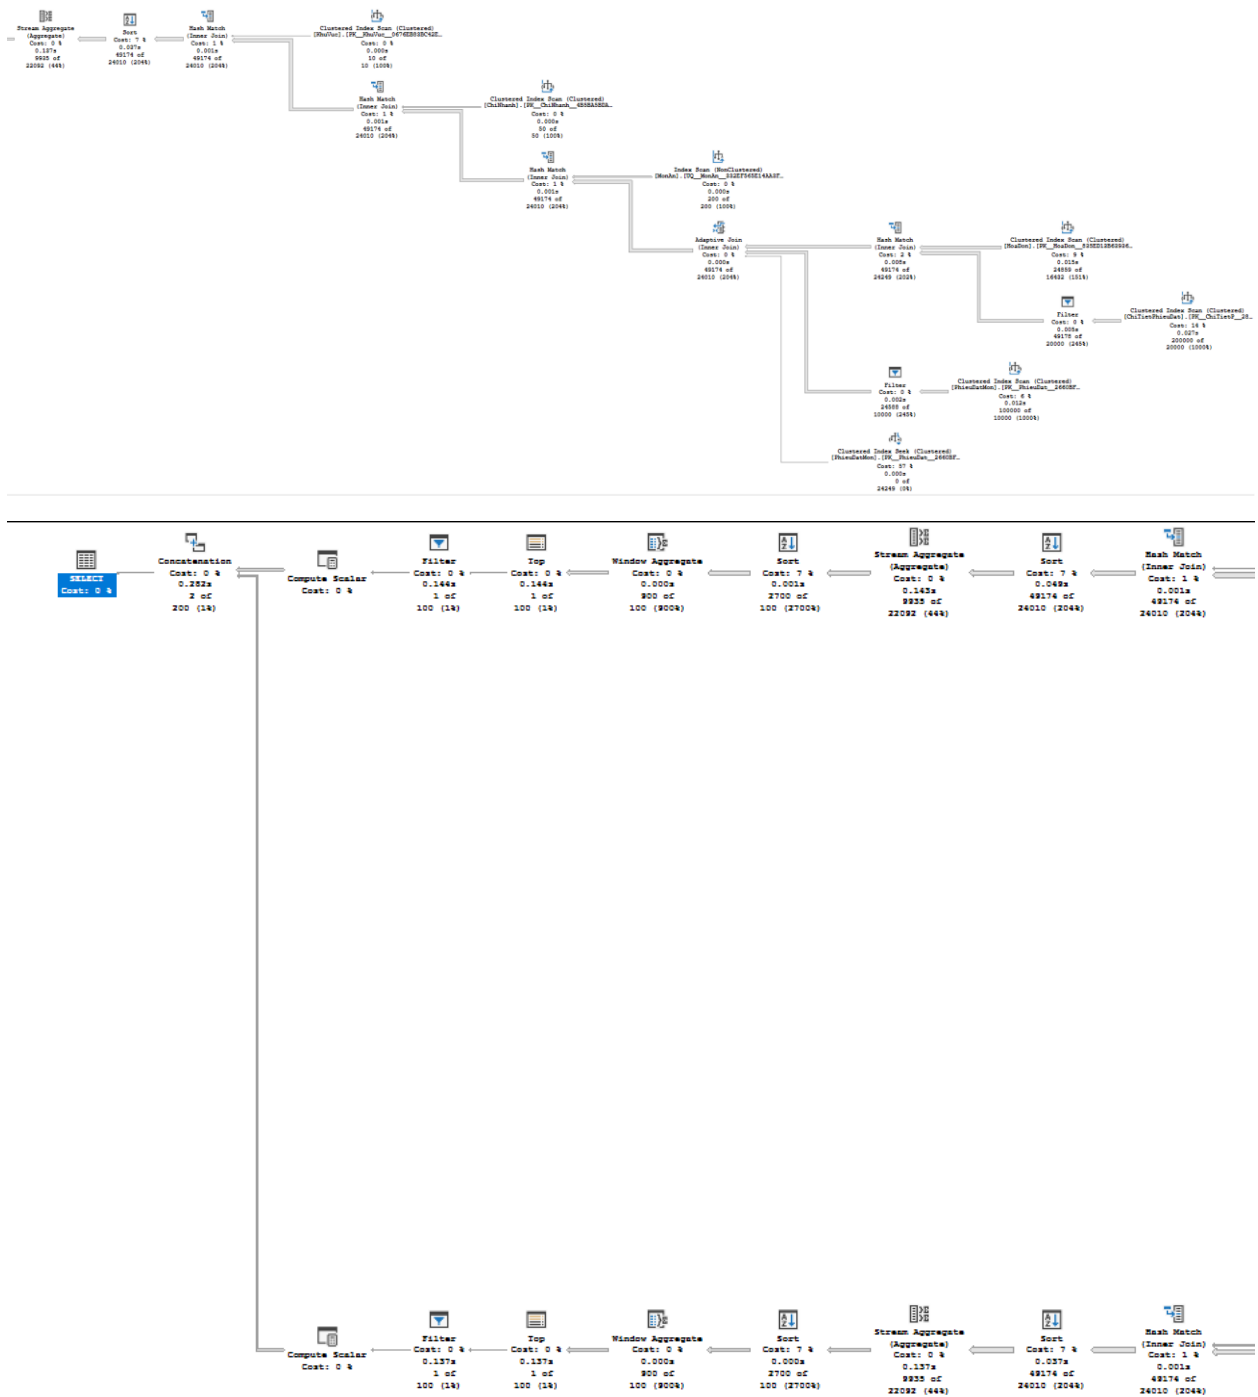 Stream Aggregate
(Aggregate)
Cost: 0 %
0.137s
9935 of
22092 (44%)
Sort
Cost: 7 %
0.037s
49174 of
24010 (204%)
Hash Match
(Inner Join)
Cost: 1 %
0.001s
49174 of
24010 (204%)
Clustered Index Scan (Clustered)
Cost: 0 %
0.000s
10 of
10 (100%)
Hash Match
(Inner Join)
Cost: 1 %
0.001s
49174 of
24010 (204%)
Clustered Index Scan (Clustered)
Cost: 0 %
0.000s
50 of
50 (100%)
Hash Match
(Inner Join)
Cost: 1 %
0.001s
49174 of
24010 (204%)
Index Scan (NonClustered)
Cost: 0 %
0.000s
200 of
200 (100%)
Adaptive Join
(Inner Join)
Cost: 0 %
0.000s
49174 of
24010 (204%)
Hash Match
(Inner Join)
Cost: 2 %
49174 of
24249 (202%)
Clustered Index Scan (Clustered)
0.015s
Filter
Cost: 0 %
49178 of
20000 (245%)
Clustered Index Scan (Clustered)
0.027s
200000 of
20000 (1000%)
Filter
Cost: 0 %
0.002s
24568 of
10000 (245%)
Clustered Index Scan (Clustered)
Cost: 6 %
0.012s
100000 of
10000 (1000%)
Clustered Index Seek (Clustered)
Cost: 57 %
0.000s
0 of
24249 (0%)
SELECT
Cost: 0 %
Concatenation
Cost: 0 %
0.282s
2 of
200 (1%)
Compute Scalar
Cost: 0 %
Filter
Cost: 0 %
0.144s
1 of
100 (1%)
Top
Cost: 0 %
0.144s
1 of
100 (1%)
Window Aggregate
Cost: 0 %
0.000s
900 of
100 (900%)
Sort
Cost: 7 %
0.001s
2700 of
100 (2700%)
Stream Aggregate
(Aggregate)
Cost: 0 %
0.143s
9935 of
22092 (44%)
Sort
Cost: 7 %
0.049s
49174 of
24010 (204%)
Hash Match
(Inner Join)
Cost: 1 %
0.001s
49174 of
24010 (204%)
Compute Scalar
Cost: 0 %
Filter
Cost: 0 %
0.137s
1 of
100 (1%)
Top
Cost: 0 %
0.137s
1 of
100 (1%)
Window Aggregate
Cost: 0 %
0.000s
900 of
100 (900%)
Sort
Cost: 7 %
0.000s
2700 of
100 (2700%)
Stream Aggregate
(Aggregate)
Cost: 0 %
0.137s
9935 of
22092 (44%)
Sort
Cost: 7 %
0.037s
49174 of
24010 (204%)
Hash Match
(Inner Join)
Cost: 1 %
0.001s
49174 of
24010 (204%)